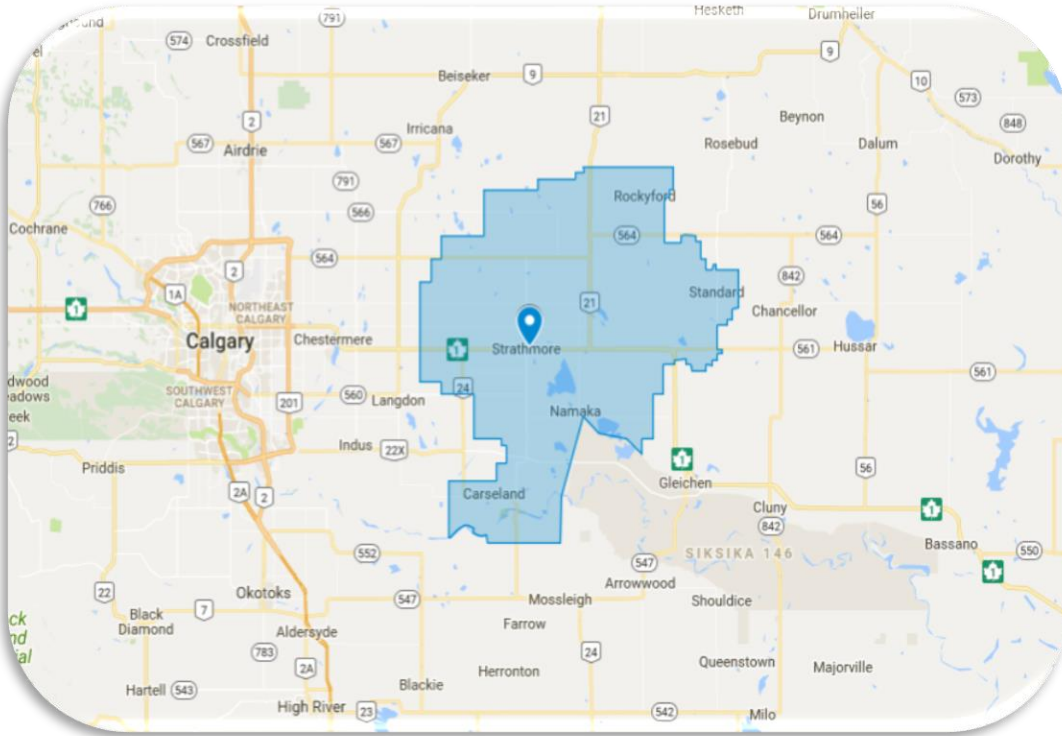 Hesketh
Drumheller
791
574
Crossfield
Beiseker
9
9
10
573
848
2
21
Beynon
Irricana
567
567
Airdrie
Rosebud
Dalum
Dorothy
791
766
566
Rockyford
56
Cochrane
564
564
564
2
842
1A
Standard
21
NORTHEAST
CALGARY
Chancellor
1
Calgary
Chestermere
1
Strathmore
561
Hussar
561
SOUTHWEST
CALGARY
24
560
Langdon
201
Namaka
Indus
22X
Priddis
1
56
Gleichen
2A
2
Carseland
Cluny
842
1
Bassano
550
552
SIKSIKA 146
547
1
Arrowwood
22
Okotoks
547
Mossleigh
Shouldice
7
Black
Diamond
Aldersyde
Farrow
783
2A
24
Queenstown
Majorville
Herronton
Hartell
543
Blackie
High River
23
542
Milo